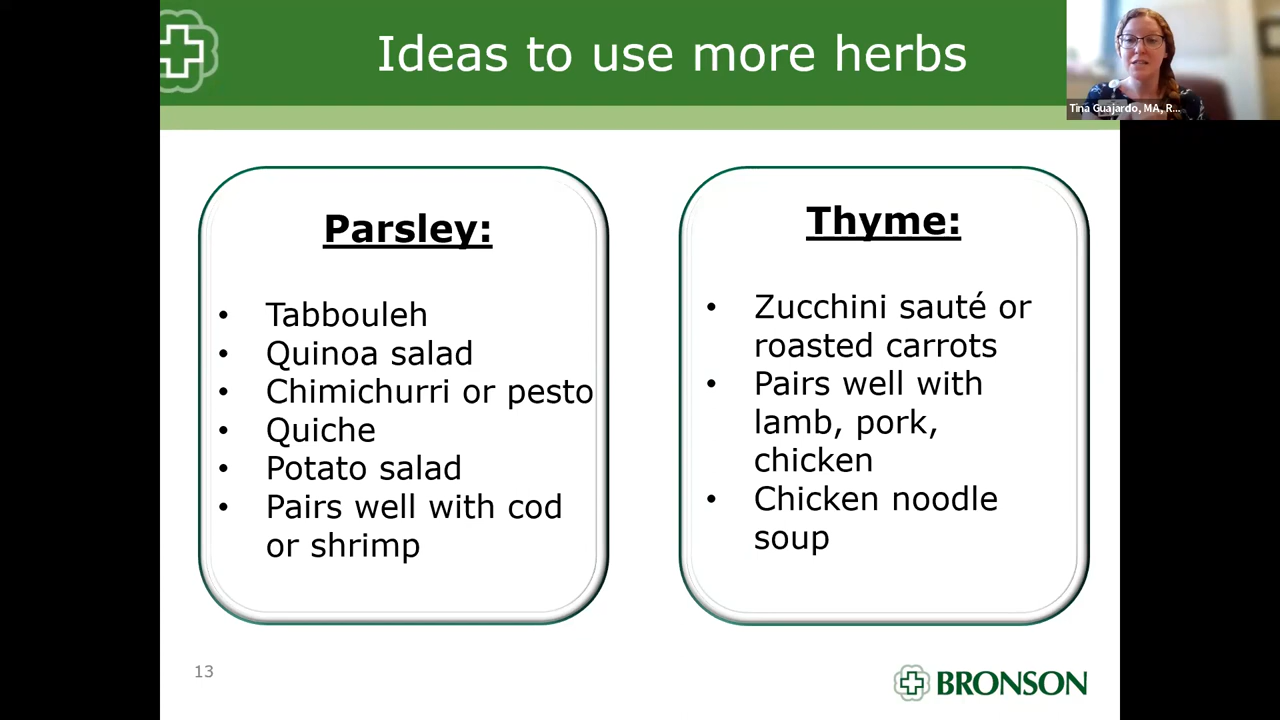 Ideas to use more herbs
Tina Guajardo, MA, R...
Parsley:
• Tabbouleh
• Quinoa salad
• Chimichurri or pesto
• Quiche
• Potato salad
• Pairs well with cod
or shrimp
Thyme:
• Zucchini sauté or
roasted carrots
• Pairs well with
lamb, pork,
chicken
• Chicken noodle
soup
13
BRONSON